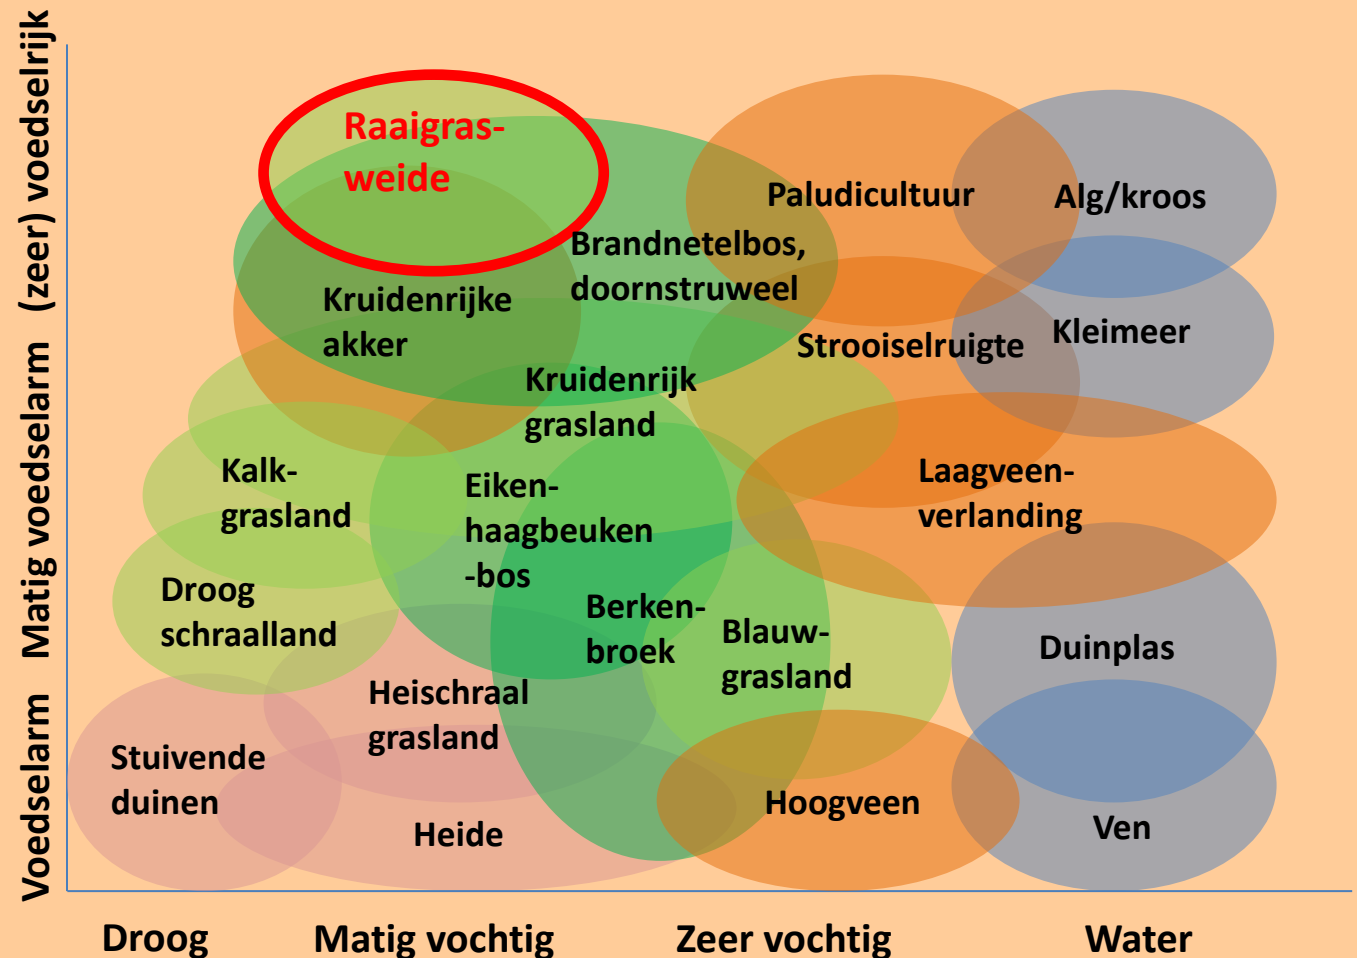 (zeer) voedselrijk
Matig voedselarm
Voedselarm
Raaigras-
weide
Paludicultuur
Alg/kroos
Brandnetelbos,
doornstruweel
Kruidenrijke
akker
Strooiselruigte
Kleimeer
Kruidenrijk
grasland
Kalk-
grasland
Eiken-
haagbeuken
-bos
Laagveen-
verlanding
Droog
schraalland
Berken-
broek
Blauw-
grasland
Duinplas
Heischraal
grasland
Stuivende
duinen
Heide
Hoogveen
Ven
Droog
Matig vochtig
Zeer vochtig
Water